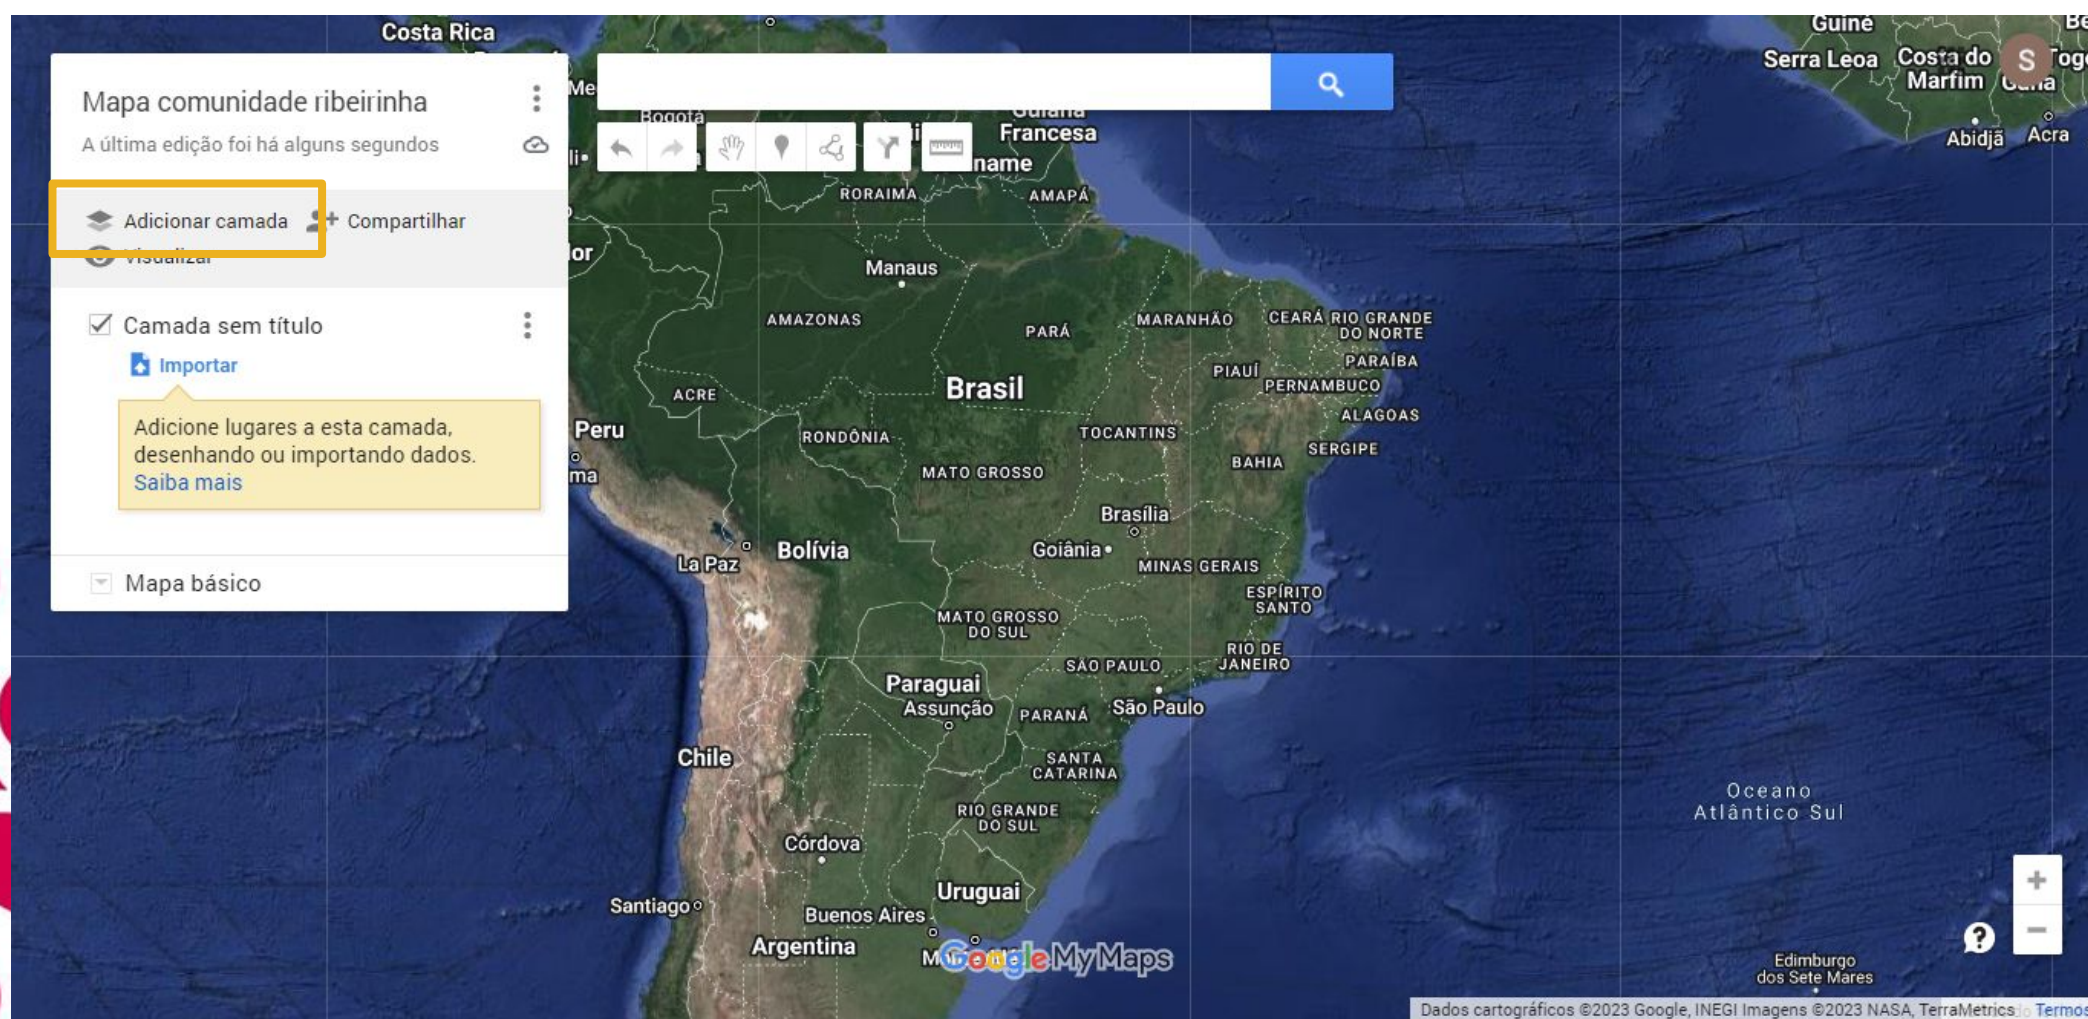 Costa Rica
Guiné
Serra Leoa
Costa do
Marfim
S
Abidjã
Acra
Mapa comunidade ribeirinha
A última edição foi há alguns segundos
Bogotá
Francesa
name
Adicionar camada
Compartilhar
Visualizar
RORAIMA
AMAPÁ
Manaus
Camada sem título
Importar
Adicione lugares a esta camada,
desenhando ou importando dados.
Saiba mais
Mapa básico
AMAZONAS
PARÁ
MARANHÃO
CEARÁ
RIO GRANDE
DO NORTE
PARAÍBA
PIAUÍ
PERNAMBUCO
ALAGOAS
SERGIPE
ACRE
Brasil
Peru
RONDÔNIA
TOCANTINS
BAHIA
MATO GROSSO
Brasília
Goiânia
Bolívia
La Paz
MINAS GERAIS
ESPÍRITO
SANTO
MATO GROSSO
DO SUL
RIO DE
JANEIRO
SÃO PAULO
Paraguai
Assunção
PARANÁ
São Paulo
Chile
SANTA
CATARINA
RIO GRANDE
DO SUL
Córdova
Oceano
Atlântico Sul
Santiago
Uruguai
Buenos Aires
Argentina
Google My Maps
Edimburgo
dos Sete Mares
Dados cartográficos ©2023 Google, INEGI Imagens ©2023 NASA, TerraMetrics
Termos